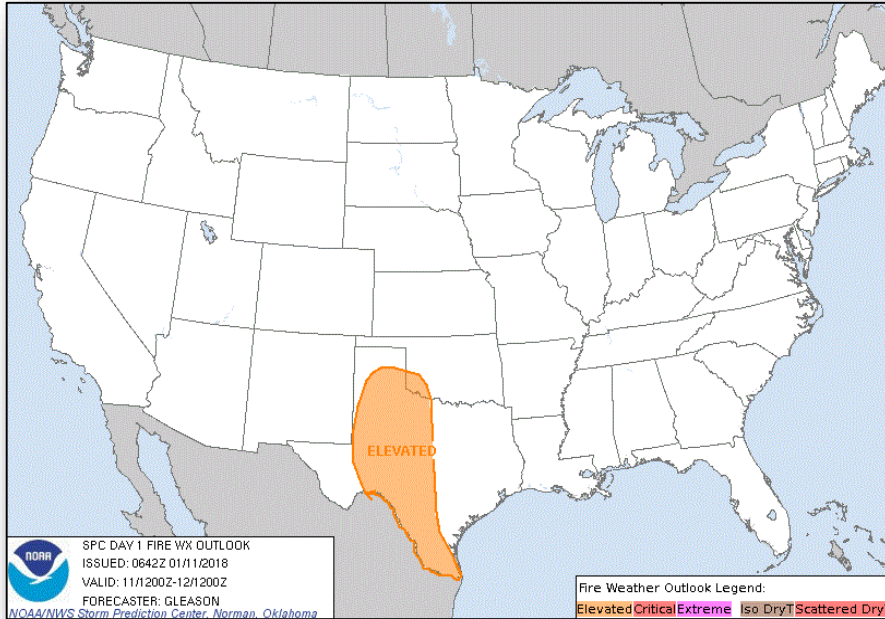 ELEVATED
NOAA
SPC DAY 1 FIRE WX OUTLOOK
ISSUED: 0642Z 01/11/2018
VALID: 11/1200Z-12/1200Z
FORECASTER: GLEASON
NOAA/NWS Storm Prediction Center, Norman, Oklahoma
Fire Weather Outlook Legend:
Elevated Critical Extreme Iso DryT Scattered Dry